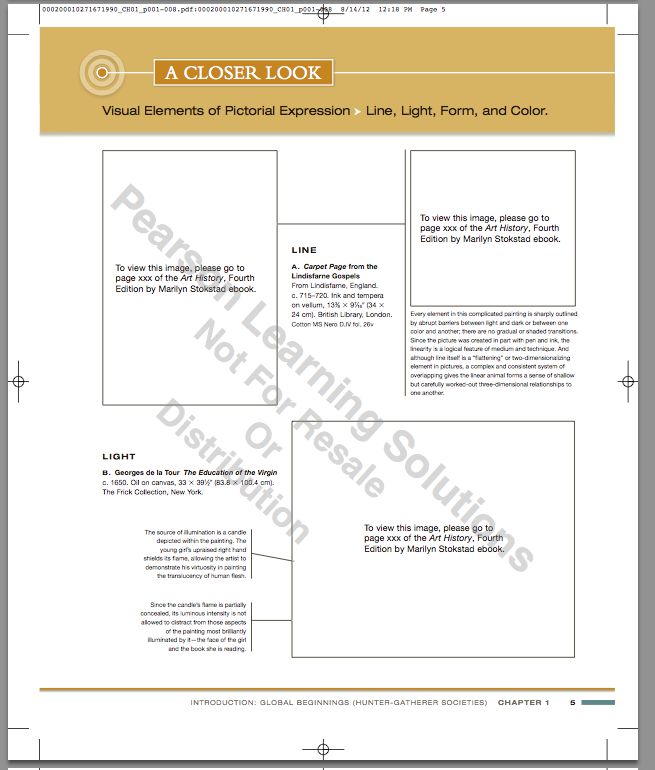 000200010271671990_CH01_p001-008.pdf:000200010271671990_CH01_p001-008 8/14/12 12:18 PM Page 5
A CLOSER LOOK
Visual Elements of Pictorial Expression ➤ Line, Light, Form, and Color.
To view this image, please go to
page xxx of the Art History, Fourth
Edition by Marilyn Stokstad ebook.
LINE
A. Carpet Page from the
Lindisfarne Gospels
From Lindisfarne, England.
c. 715–720. Ink and tempera
on vellum, 13⅜ × 9⁷⁄₁₆" (34 ×
24 cm). British Library, London.
Cotton MS Nero D.IV fol. 26v
To view this image, please go to
page xxx of the Art History, Fourth
Edition by Marilyn Stokstad ebook.
Every element in this complicated painting is sharply outlined
by abrupt barriers between light and dark or between one
color and another; there are no gradual or shaded transitions.
Since the picture was created in part with pen and ink, the
linearity is a logical feature of medium and technique. And
although line itself is a "flattening" or two-dimensionalizing
element in pictures, a complex and consistent system of
overlapping gives the linear animal forms a sense of shallow
but carefully worked-out three-dimensional relationships to
one another.
LIGHT
B. Georges de la Tour The Education of the Virgin
c. 1650. Oil on canvas, 33 × 39½" (83.8 × 100.4 cm).
The Frick Collection, New York.
The source of illumination is a candle
depicted within the painting. The
young girl's upraised right hand
shields its flame, allowing the artist to
demonstrate his virtuosity in painting
the translucency of human flesh.
Since the candle's flame is partially
concealed, its luminous intensity is not
allowed to distract from those aspects
of the painting most brilliantly
illuminated by it—the face of the girl
and the book she is reading.
To view this image, please go to
page xxx of the Art History, Fourth
Edition by Marilyn Stokstad ebook.
Pearson Learning Solutions
Not For Resale
Or
Distribution
INTRODUCTION: GLOBAL BEGINNINGS (HUNTER-GATHERER SOCIETIES) CHAPTER 1 5